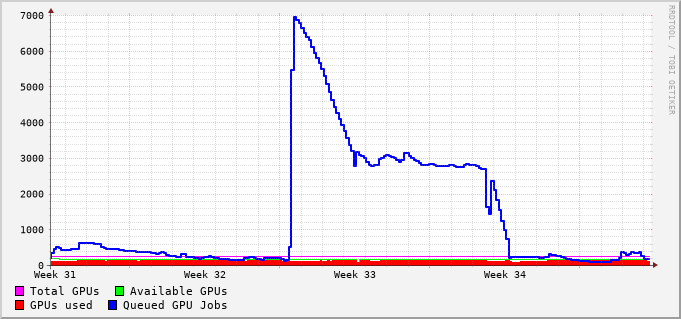 7000
6000
5000
4000
3000
2000
1000
0
Week 31 Week 32 Week 33 Week 34
Total GPUs Available GPUs
GPUs used Queued GPU Jobs
RRDTOOL / TOBI OETIKER